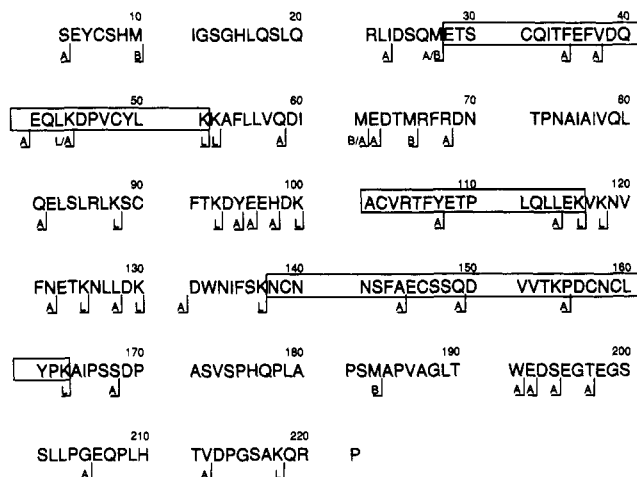 10 20 30 40
SEYCSHM IGSGHLQSLQ RLIDSQMETS CQITFEFVDQ
A B A A/B A A
50 60 70 80
EQLKDPVCYL KKAFLLVQDI MEDTMRFRDN TPNAIAIVQL
A L/A L L A B/A A B A
90 100 110 120
QELSLRLKSC FTKDYEEHDK ACVRTFYETP LQLLEKVKNV
A L L A A A L A A L L
130 140 150 160
FNETKNLLDK DWNIFSKNCN NSFAECSSQD VVTKPDCNCL
A L A L A L A A A
170 180 190 200
YPKAIPSSDP ASVSPHQPLA PSMAPVAGLT WEDSEGTEGS
L A B A A A A
210 220
SLLPGEQPLH TVDPGSAKQR P
A A L